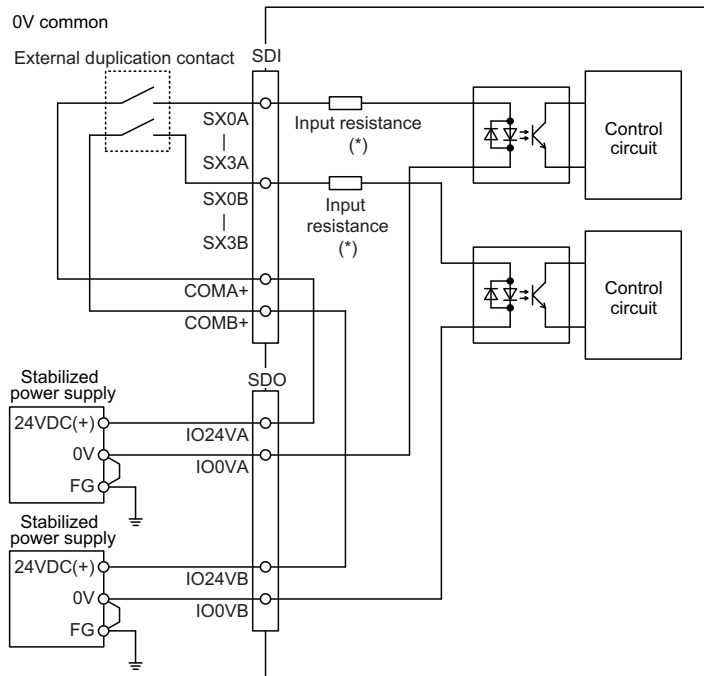 0V common
External duplication contact
SDI
SX0A
|
SX3A
Input resistance
(*)
Control
circuit
SX0B
|
SX3B
Input
resistance
(*)
Control
circuit
COMA+
COMB+
SDO
Stabilized
power supply
24VDC(+)
0V
FG
IO24VA
IO0VA
Stabilized
power supply
24VDC(+)
0V
FG
IO24VB
IO0VB